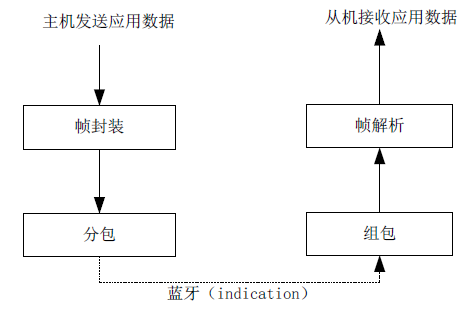 主机发送应用数据
从机接收应用数据
帧封装
帧解析
分包
组包
蓝牙（indication）